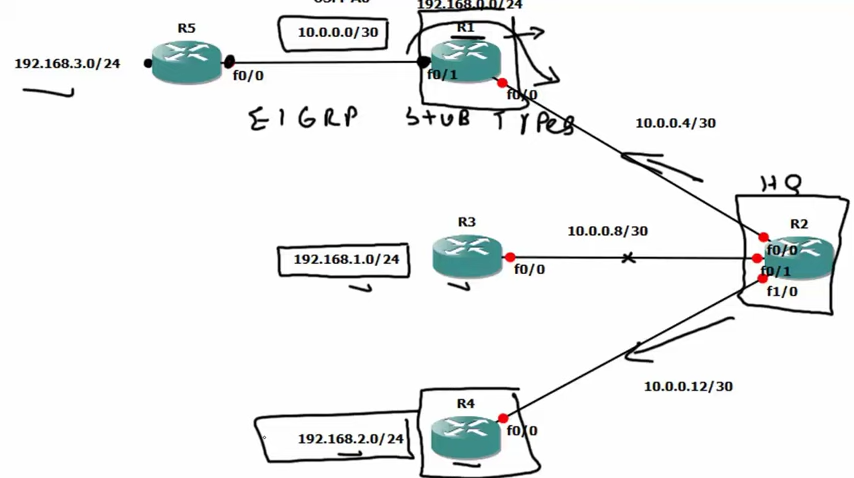 192.168.0.0/24
R5
10.0.0.0/30
R1
192.168.3.0/24
f0/0
f0/1
f0/0
EIGRP STUB TYPES
10.0.0.4/30
HQ
R3
10.0.0.8/30
R2
192.168.1.0/24
f0/0
f0/0
f0/1
f1/0
10.0.0.12/30
R4
192.168.2.0/24
f0/0